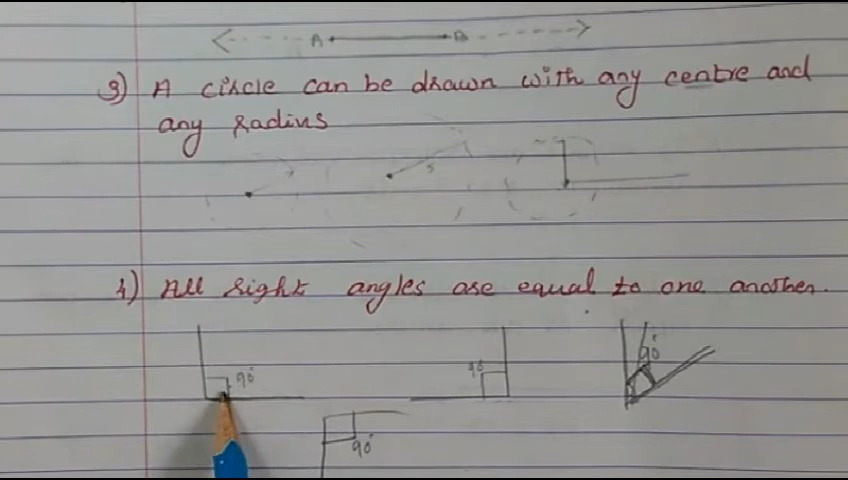 A B
3) A circle can be drawn with any centre and
any radius
r
4) All right angles are equal to one another.
90° 90° 90°
90°